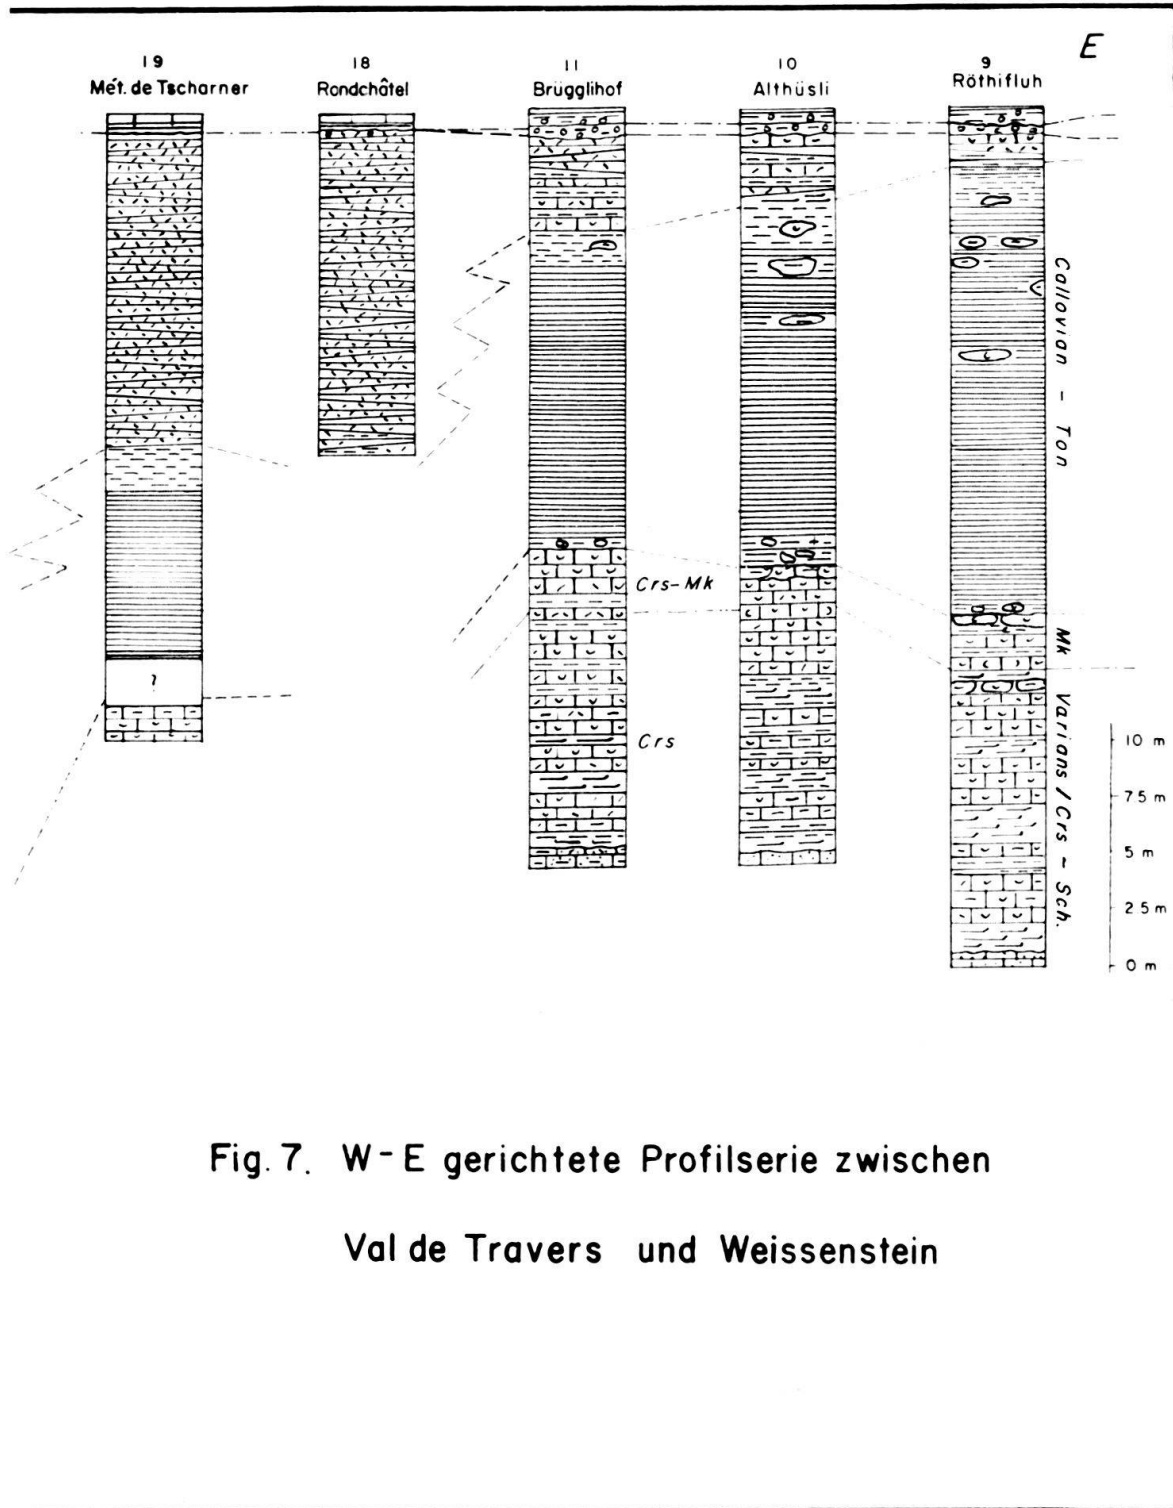 E
19
Mét. de Tscharner
18
Rondchâtel
11
Brügglihof
10
Althüsli
9
Röthifluh
Callovian - Ton
Crs-Mk
Mk
?
Crs
Varians / Crs - Sch.
10 m
7.5 m
5 m
2.5 m
0 m
Fig. 7. W-E gerichtete Profilserie zwischen
Val de Travers und Weissenstein